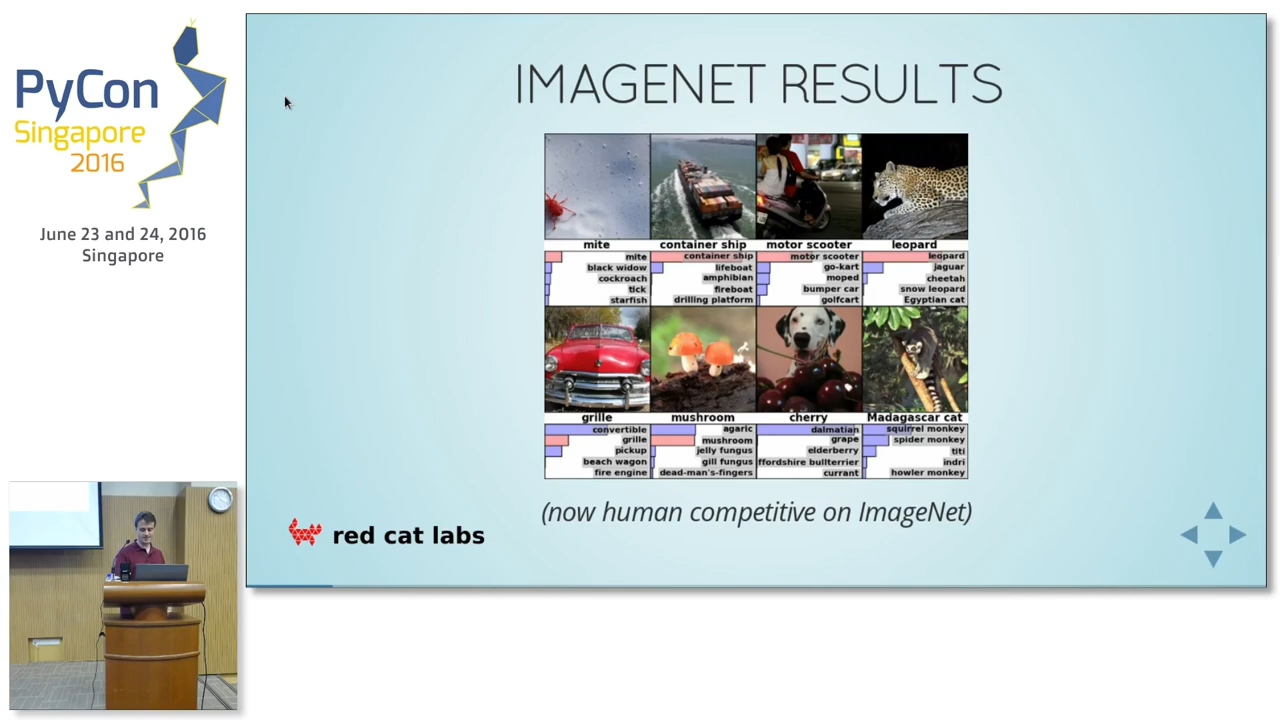 PyCon
Singapore
2016
June 23 and 24, 2016
Singapore
IMAGENET RESULTS
mite container ship motor scooter leopard
mite container ship motor scooter leopard
black widow lifeboat go-kart jaguar
cockroach amphibian moped cheetah
tick fireboat bumper car snow leopard
starfish drilling platform golfcart Egyptian cat
grille mushroom cherry Madagascar cat
convertible agaric dalmatian squirrel monkey
grille mushroom grape spider monkey
pickup jelly fungus elderberry titi
beach wagon gill fungus ffordshire bullterrier indri
fire engine dead-man's-fingers currant howler monkey
(now human competitive on ImageNet)
red cat labs